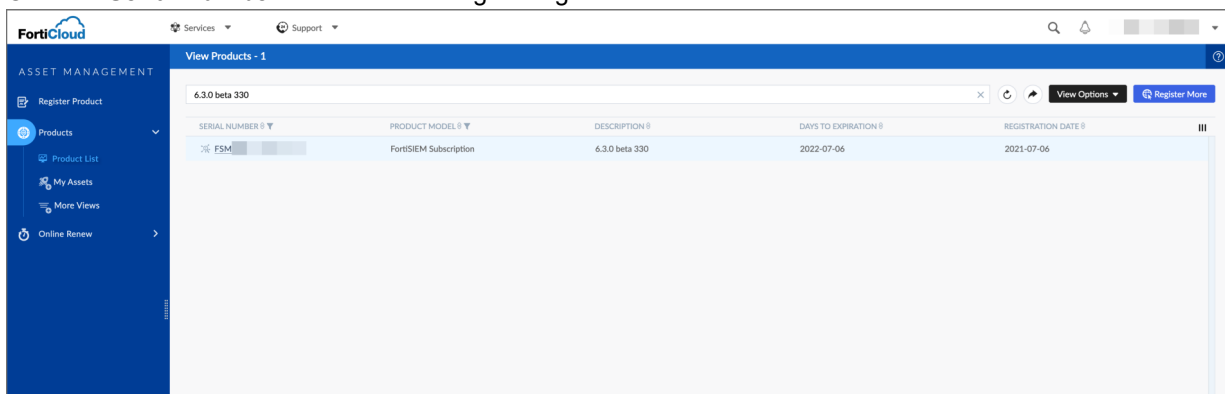 FortiCloud
Services
Support
ASSET MANAGEMENT
Register Product
Products
Product List
My Assets
More Views
Online Renew
View Products - 1
6.3.0 beta 330
View Options
Register More
SERIAL NUMBER PRODUCT MODEL DESCRIPTION DAYS TO EXPIRATION REGISTRATION DATE
FSM FortiSIEM Subscription 6.3.0 beta 330 2022-07-06 2021-07-06